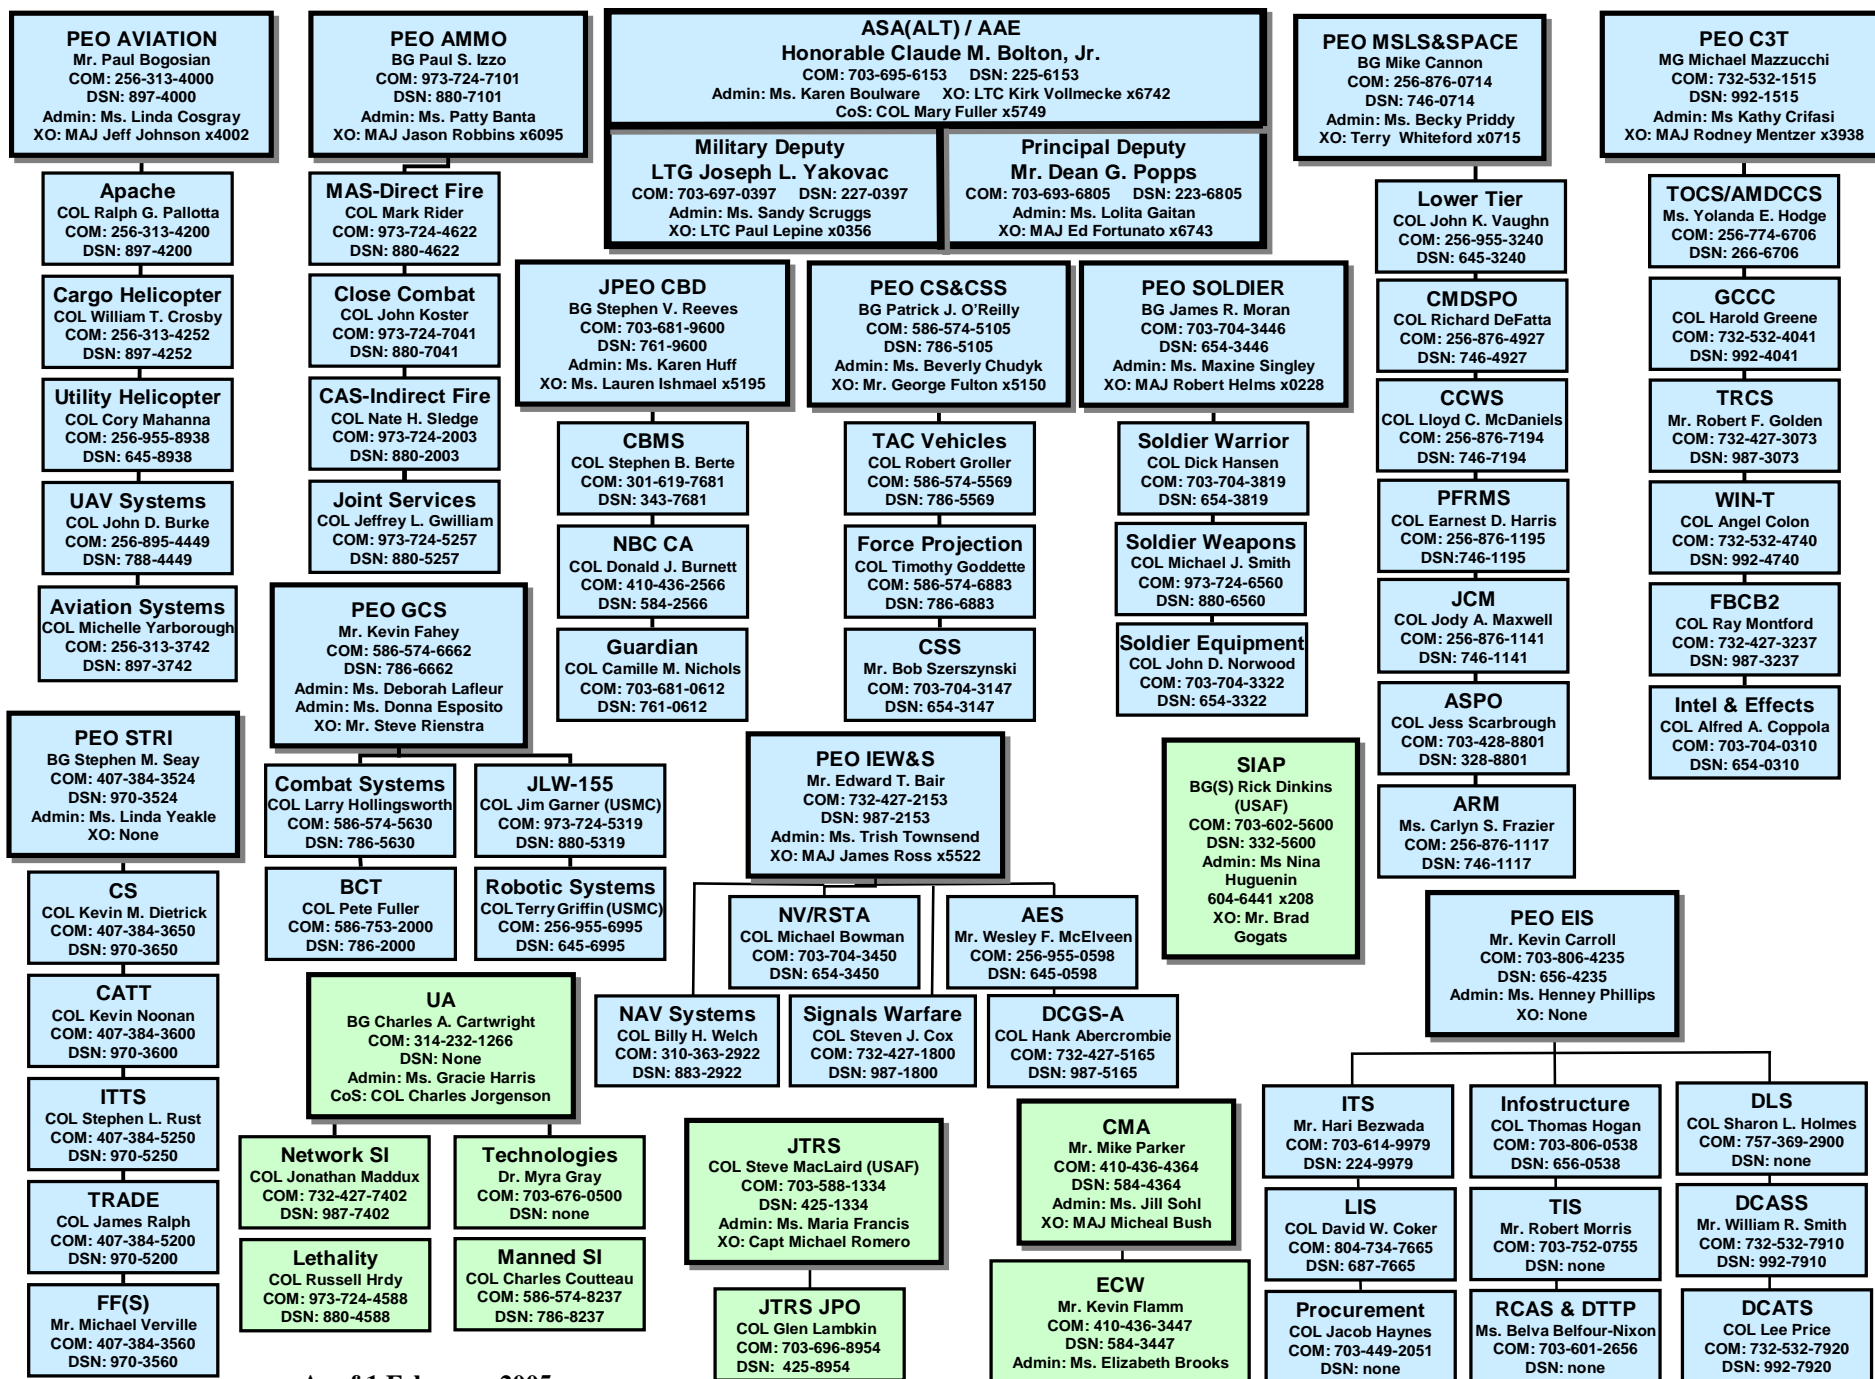 PEO AVIATION
Mr. Paul Bogosian
COM: 256-313-4000
DSN: 897-4000
Admin: Ms. Linda Cosgray
XO: MAJ Jeff Johnson x4002
Apache
COL Ralph G. Pallotta
COM: 256-313-4200
DSN: 897-4200
Cargo Helicopter
COL William T. Crosby
COM: 256-313-4252
DSN: 897-4252
Utility Helicopter
COL Cory Mahanna
COM: 256-955-8938
DSN: 645-8938
UAV Systems
COL John D. Burke
COM: 256-895-4449
DSN: 788-4449
Aviation Systems
COL Michelle Yarborough
COM: 256-313-3742
DSN: 897-3742
PEO AMMO
BG Paul S. Izzo
COM: 973-724-7101
DSN: 880-7101
Admin: Ms. Patty Banta
XO: MAJ Jason Robbins x6095
MAS-Direct Fire
COL Mark Rider
COM: 973-724-4622
DSN: 880-4622
Close Combat
COL John Koster
COM: 973-724-7041
DSN: 880-7041
CAS-Indirect Fire
COL Nate H. Sledge
COM: 973-724-2003
DSN: 880-2003
Joint Services
COL Jeffrey L. Gwilliam
COM: 973-724-5257
DSN: 880-5257
ASA(ALT) / AAE
Honorable Claude M. Bolton, Jr.
COM: 703-695-6153 DSN: 225-6153
Admin: Ms. Karen Boulware XO: LTC Kirk Vollmecke x6742
CoS: COL Mary Fuller x5749
Military Deputy
LTG Joseph L. Yakovac
COM: 703-697-0397 DSN: 227-0397
Admin: Ms. Sandy Scruggs
XO: LTC Paul Lepine x0356
Principal Deputy
Mr. Dean G. Popps
COM: 703-693-6805 DSN: 223-6805
Admin: Ms. Lolita Gaitan
XO: MAJ Ed Fortunato x6743
JPEO CBD
BG Stephen V. Reeves
COM: 703-681-9600
DSN: 761-9600
Admin: Ms. Karen Huff
XO: Ms. Lauren Ishmael x5195
CBMS
COL Stephen B. Berte
COM: 301-619-7681
DSN: 343-7681
NBC CA
COL Donald J. Burnett
COM: 410-436-2566
DSN: 584-2566
Guardian
COL Camille M. Nichols
COM: 703-681-0612
DSN: 761-0612
PEO CS&CSS
BG Patrick J. O'Reilly
COM: 586-574-5105
DSN: 786-5105
Admin: Ms. Beverly Chudyk
XO: Mr. George Fulton x5150
TAC Vehicles
COL Robert Groller
COM: 586-574-5569
DSN: 786-5569
Force Projection
COL Timothy Goddette
COM: 586-574-6883
DSN: 786-6883
CSS
Mr. Bob Szerszynski
COM: 703-704-3147
DSN: 654-3147
PEO SOLDIER
BG James R. Moran
COM: 703-704-3446
DSN: 654-3446
Admin: Ms. Maxine Singley
XO: MAJ Robert Helms x0228
Soldier Warrior
COL Dick Hansen
COM: 703-704-3819
DSN: 654-3819
Soldier Weapons
COL Michael J. Smith
COM: 973-724-6560
DSN: 880-6560
Soldier Equipment
COL John D. Norwood
COM: 703-704-3322
DSN: 654-3322
PEO MSLS&SPACE
BG Mike Cannon
COM: 256-876-0714
DSN: 746-0714
Admin: Ms. Becky Priddy
XO: Terry Whiteford x0715
Lower Tier
COL John K. Vaughn
COM: 256-955-3240
DSN: 645-3240
CMDSPO
COL Richard DeFatta
COM: 256-876-4927
DSN: 746-4927
CCWS
COL Lloyd C. McDaniels
COM: 256-876-7194
DSN: 746-7194
PFRMS
COL Earnest D. Harris
COM: 256-876-1195
DSN:746-1195
JCM
COL Jody A. Maxwell
COM: 256-876-1141
DSN: 746-1141
ASPO
COL Jess Scarbrough
COM: 703-428-8801
DSN: 328-8801
ARM
Ms. Carlyn S. Frazier
COM: 256-876-1117
DSN: 746-1117
PEO C3T
MG Michael Mazzucchi
COM: 732-532-1515
DSN: 992-1515
Admin: Ms Kathy Crifasi
XO: MAJ Rodney Mentzer x3938
TOCS/AMDCCS
Ms. Yolanda E. Hodge
COM: 256-774-6706
DSN: 266-6706
GCCC
COL Harold Greene
COM: 732-532-4041
DSN: 992-4041
TRCS
Mr. Robert F. Golden
COM: 732-427-3073
DSN: 987-3073
WIN-T
COL Angel Colon
COM: 732-532-4740
DSN: 992-4740
FBCB2
COL Ray Montford
COM: 732-427-3237
DSN: 987-3237
Intel & Effects
COL Alfred A. Coppola
COM: 703-704-0310
DSN: 654-0310
PEO GCS
Mr. Kevin Fahey
COM: 586-574-6662
DSN: 786-6662
Admin: Ms. Deborah Lafleur
Admin: Ms. Donna Esposito
XO: Mr. Steve Rienstra
Combat Systems
COL Larry Hollingsworth
COM: 586-574-5630
DSN: 786-5630
JLW-155
COL Jim Garner (USMC)
COM: 973-724-5319
DSN: 880-5319
BCT
COL Pete Fuller
COM: 586-753-2000
DSN: 786-2000
Robotic Systems
COL Terry Griffin (USMC)
COM: 256-955-6995
DSN: 645-6995
PEO STRI
BG Stephen M. Seay
COM: 407-384-3524
DSN: 970-3524
Admin: Ms. Linda Yeakle
XO: None
CS
COL Kevin M. Dietrick
COM: 407-384-3650
DSN: 970-3650
CATT
COL Kevin Noonan
COM: 407-384-3600
DSN: 970-3600
ITTS
COL Stephen L. Rust
COM: 407-384-5250
DSN: 970-5250
TRADE
COL James Ralph
COM: 407-384-5200
DSN: 970-5200
FF(S)
Mr. Michael Verville
COM: 407-384-3560
DSN: 970-3560
PEO IEW&S
Mr. Edward T. Bair
COM: 732-427-2153
DSN: 987-2153
Admin: Ms. Trish Townsend
XO: MAJ James Ross x5522
NV/RSTA
COL Michael Bowman
COM: 703-704-3450
DSN: 654-3450
AES
Mr. Wesley F. McElveen
COM: 256-955-0598
DSN: 645-0598
NAV Systems
COL Billy H. Welch
COM: 310-363-2922
DSN: 883-2922
Signals Warfare
COL Steven J. Cox
COM: 732-427-1800
DSN: 987-1800
DCGS-A
COL Hank Abercrombie
COM: 732-427-5165
DSN: 987-5165
SIAP
BG(S) Rick Dinkins
(USAF)
COM: 703-602-5600
DSN: 332-5600
Admin: Ms Nina
Huguenin
604-6441 x208
XO: Mr. Brad
Gogats
UA
BG Charles A. Cartwright
COM: 314-232-1266
DSN: None
Admin: Ms. Gracie Harris
CoS: COL Charles Jorgenson
Network SI
COL Jonathan Maddux
COM: 732-427-7402
DSN: 987-7402
Technologies
Dr. Myra Gray
COM: 703-676-0500
DSN: none
Lethality
COL Russell Hrdy
COM: 973-724-4588
DSN: 880-4588
Manned SI
COL Charles Coutteau
COM: 586-574-8237
DSN: 786-8237
JTRS
COL Steve MacLaird (USAF)
COM: 703-588-1334
DSN: 425-1334
Admin: Ms. Maria Francis
XO: Capt Michael Romero
JTRS JPO
COL Glen Lambkin
COM: 703-696-8954
DSN: 425-8954
CMA
Mr. Mike Parker
COM: 410-436-4364
DSN: 584-4364
Admin: Ms. Jill Sohl
XO: MAJ Micheal Bush
ECW
Mr. Kevin Flamm
COM: 410-436-3447
DSN: 584-3447
Admin: Ms. Elizabeth Brooks
PEO EIS
Mr. Kevin Carroll
COM: 703-806-4235
DSN: 656-4235
Admin: Ms. Henney Phillips
XO: None
ITS
Mr. Hari Bezwada
COM: 703-614-9979
DSN: 224-9979
Infostructure
COL Thomas Hogan
COM: 703-806-0538
DSN: 656-0538
DLS
COL Sharon L. Holmes
COM: 757-369-2900
DSN: none
LIS
COL David W. Coker
COM: 804-734-7665
DSN: 687-7665
TIS
Mr. Robert Morris
COM: 703-752-0755
DSN: none
DCASS
Mr. William R. Smith
COM: 732-532-7910
DSN: 992-7910
Procurement
COL Jacob Haynes
COM: 703-449-2051
DSN: none
RCAS & DTTP
Ms. Belva Belfour-Nixon
COM: 703-601-2656
DSN: none
DCATS
COL Lee Price
COM: 732-532-7920
DSN: 992-7920